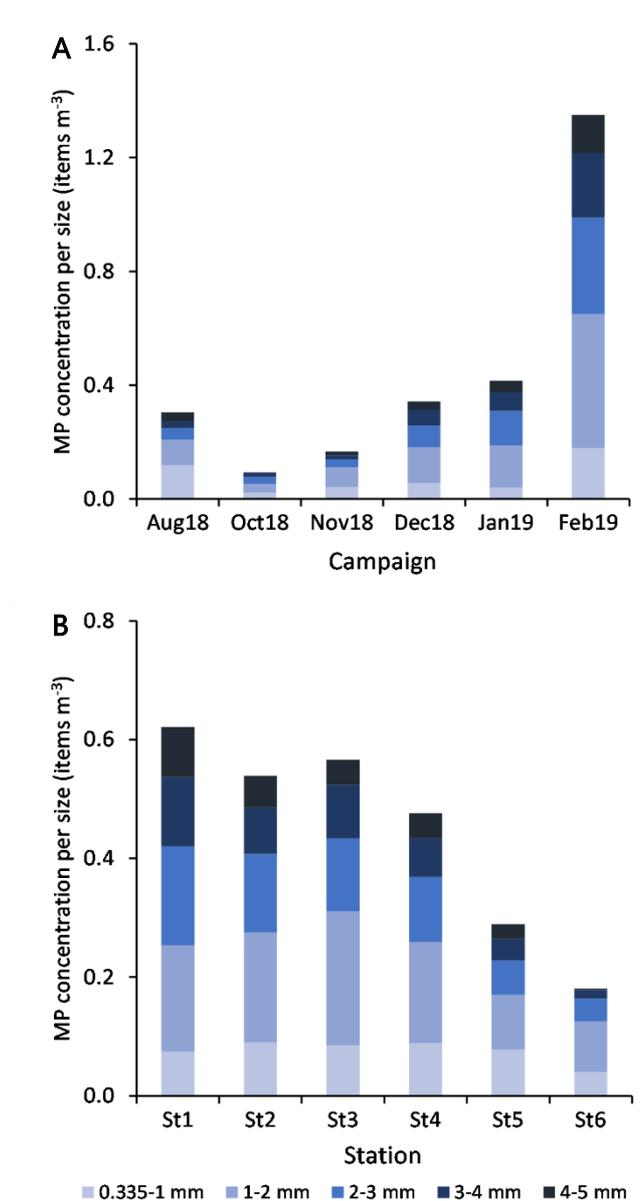 A
MP concentration per size (items m⁻³)
1.6
1.2
0.8
0.4
0.0
Aug18 Oct18 Nov18 Dec18 Jan19 Feb19
Campaign
B
MP concentration per size (items m⁻³)
0.8
0.6
0.4
0.2
0.0
St1 St2 St3 St4 St5 St6
Station
0.335-1 mm 1-2 mm 2-3 mm 3-4 mm 4-5 mm